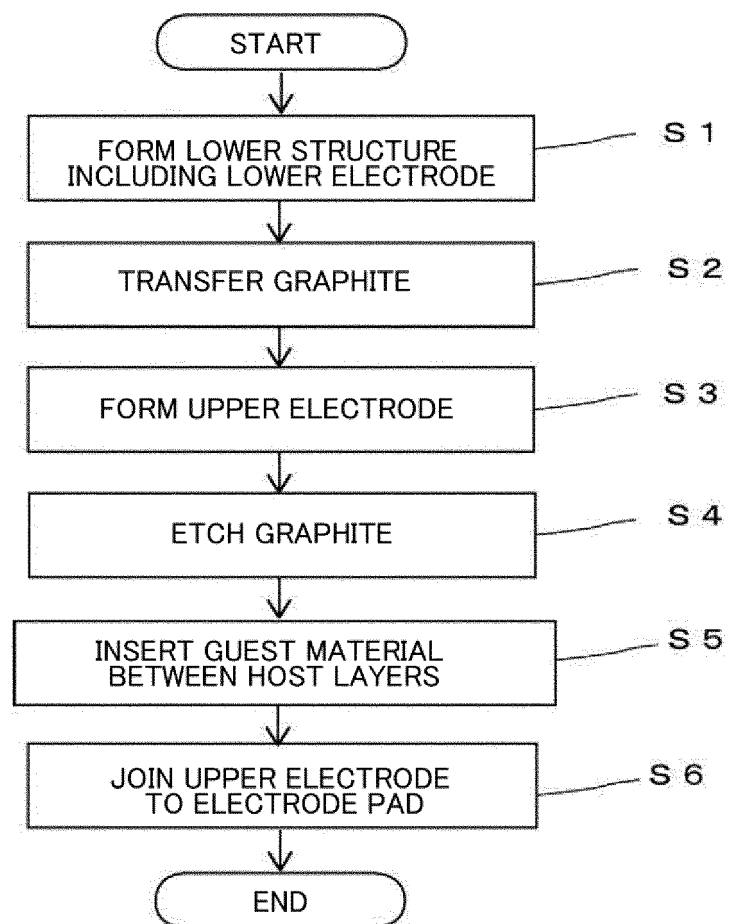 START
FORM LOWER STRUCTURE
INCLUDING LOWER ELECTRODE
S 1
TRANSFER GRAPHITE
S 2
FORM UPPER ELECTRODE
S 3
ETCH GRAPHITE
S 4
INSERT GUEST MATERIAL
BETWEEN HOST LAYERS
S 5
JOIN UPPER ELECTRODE
TO ELECTRODE PAD
S 6
END